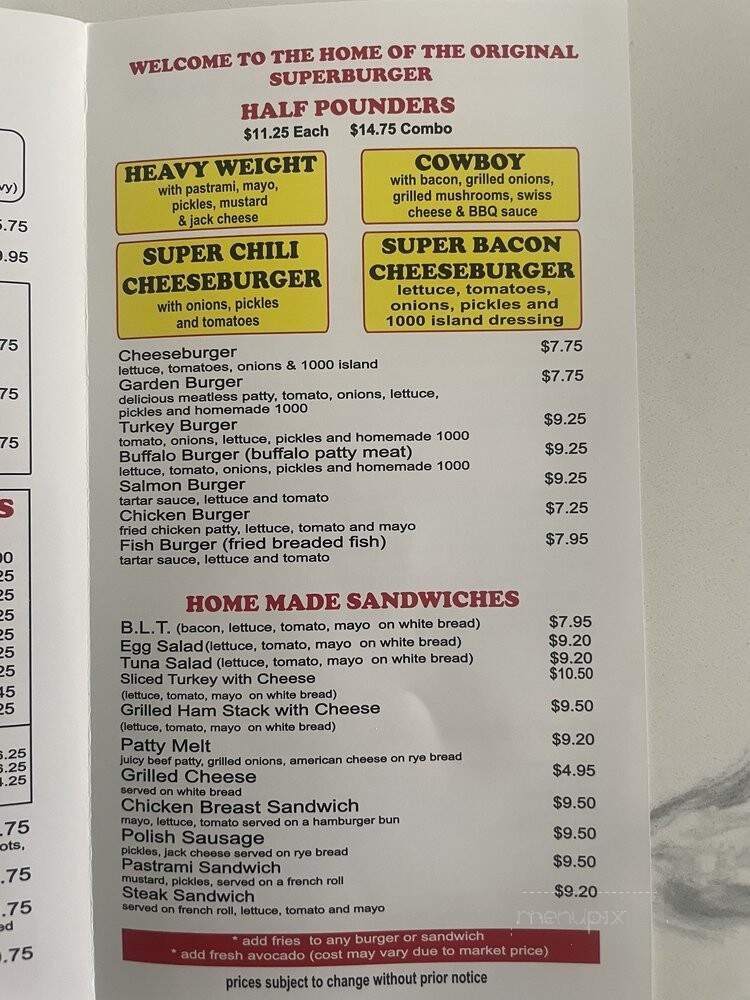 WELCOME TO THE HOME OF THE ORIGINAL
SUPERBURGER
HALF POUNDERS
$11.25 Each $14.75 Combo
HEAVY WEIGHT
with pastrami, mayo,
pickles, mustard
& jack cheese
COWBOY
with bacon, grilled onions,
grilled mushrooms, swiss
cheese & BBQ sauce
SUPER CHILI
CHEESEBURGER
with onions, pickles
and tomatoes
SUPER BACON
CHEESEBURGER
lettuce, tomatoes,
onions, pickles and
1000 island dressing
Cheeseburger $7.75
lettuce, tomatoes, onions & 1000 island
Garden Burger $7.75
delicious meatless patty, tomato, onions, lettuce,
pickles and homemade 1000
Turkey Burger $9.25
tomato, onions, lettuce, pickles and homemade 1000
Buffalo Burger (buffalo patty meat) $9.25
lettuce, tomato, onions, pickles and homemade 1000
Salmon Burger $9.25
tartar sauce, lettuce and tomato
Chicken Burger $7.25
fried chicken patty, lettuce, tomato and mayo
Fish Burger (fried breaded fish) $7.95
tartar sauce, lettuce and tomato
HOME MADE SANDWICHES
B.L.T. (bacon, lettuce, tomato, mayo on white bread) $7.95
Egg Salad(lettuce, tomato, mayo on white bread) $9.20
Tuna Salad (lettuce, tomato, mayo on white bread) $9.20
Sliced Turkey with Cheese $10.50
(lettuce, tomato, mayo on white bread)
Grilled Ham Stack with Cheese $9.50
(lettuce, tomato, mayo on white bread)
Patty Melt $9.20
juicy beef patty, grilled onions, american cheese on rye bread
Grilled Cheese $4.95
served on white bread
Chicken Breast Sandwich $9.50
mayo, lettuce, tomato served on a hamburger bun
Polish Sausage $9.50
pickles, jack cheese served on rye bread
Pastrami Sandwich $9.50
mustard, pickles, served on a french roll
Steak Sandwich $9.20
served on french roll, lettuce, tomato and mayo
* add fries to any burger or sandwich
* add fresh avocado (cost may vary due to market price)
prices subject to change without prior notice
menupix